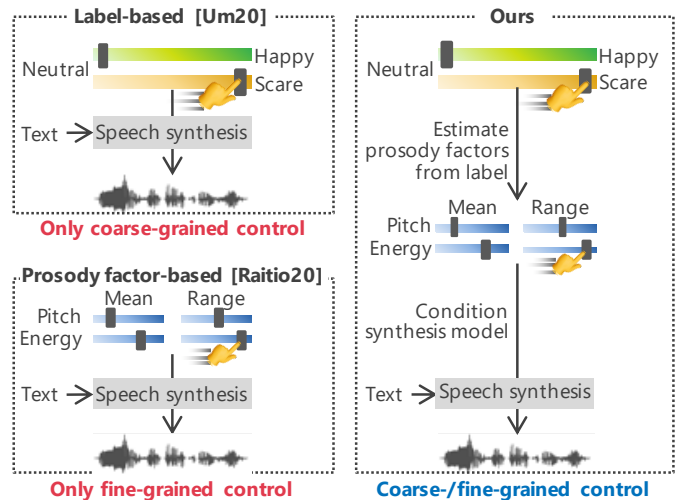 Label-based [Um20]
Neutral
Happy
Scare
Text
Speech synthesis
Only coarse-grained control
Prosody factor-based [Raitio20]
Mean Range
Pitch
Energy
Text
Speech synthesis
Only fine-grained control
Ours
Neutral
Happy
Scare
Estimate
prosody factors
from label
Mean Range
Pitch
Energy
Condition
synthesis model
Text
Speech synthesis
Coarse-/fine-grained control